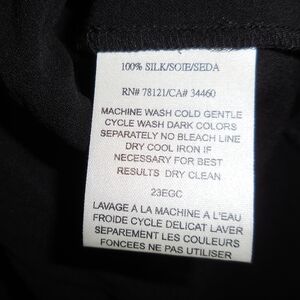 100% SILK/SOIE/SEDA
RN# 78121/CA# 34460
MACHINE WASH COLD GENTLE
CYCLE WASH DARK COLORS
SEPARATELY NO BLEACH LINE
DRY COOL IRON IF
NECESSARY FOR BEST
RESULTS DRY CLEAN
23EGC
LAVAGE A LA MACHINE A L'EAU
FROIDE CYCLE DELICAT LAVER
SEPAREMENT LES COULEURS
FONCEES NE PAS UTILISER